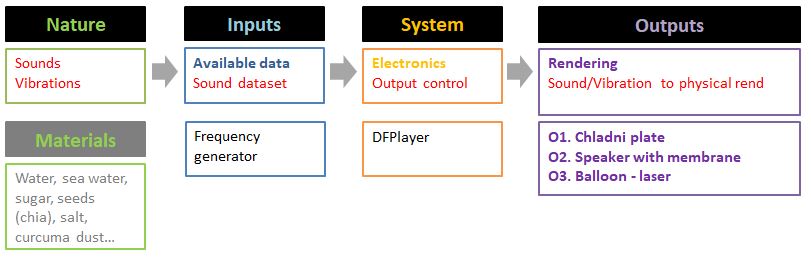 Nature
Sounds
Vibrations
Materials
Water, sea water,
sugar, seeds
(chia), salt,
curcuma dust…
Inputs
Available data
Sound dataset
Frequency
generator
System
Electronics
Output control
DFPlayer
Outputs
Rendering
Sound/Vibration to physical rend
O1. Chladni plate
O2. Speaker with membrane
O3. Balloon - laser